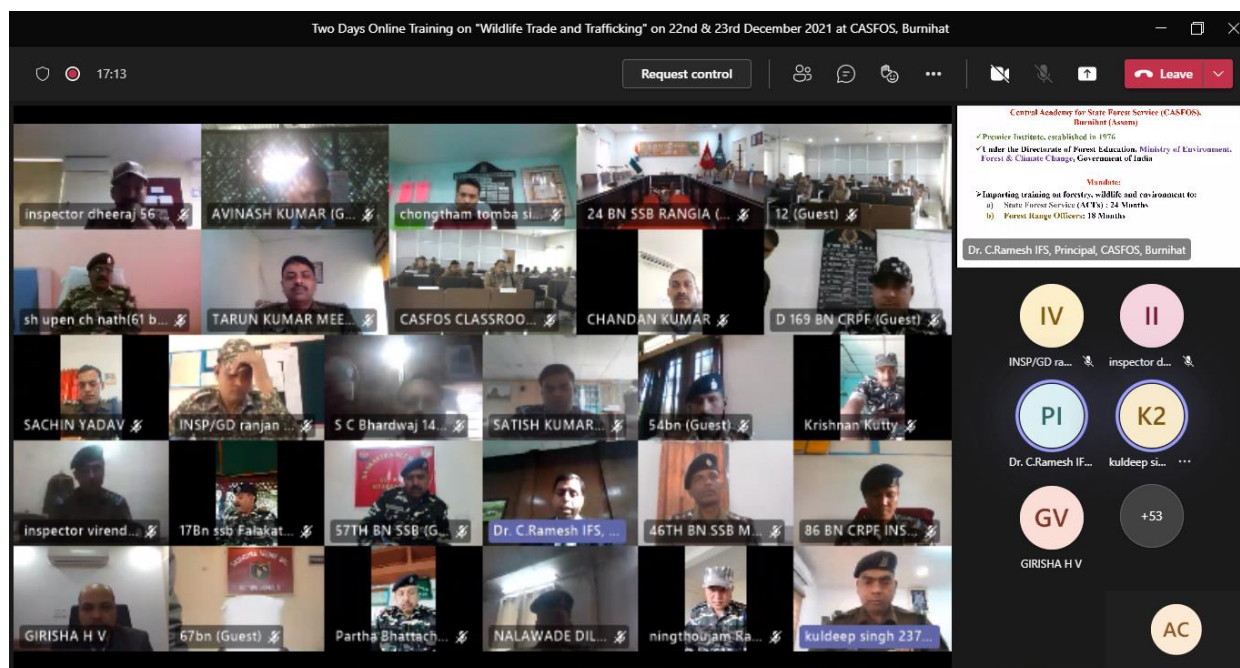 Two Days Online Training on "Wildlife Trade and Trafficking" on 22nd & 23rd December 2021 at CASFOS, Burnihat
17:13
Request control
Leave
inspector dheeraj 56 ...
AVINASH KUMAR (G...
chongtham tomba si...
24 BN SSB RANGIA (...
12 (Guest)
sh upen ch nath(61 b...
TARUN KUMAR MEE...
CASFOS CLASSROO...
CHANDAN KUMAR
D 169 BN CRPF (Guest)
SACHIN YADAV
INSP/GD ranjan ...
S C Bhardwaj 14...
SATISH KUMAR...
54bn (Guest)
Krishnan Kutty
inspector virend...
17Bn ssb Falakat...
57TH BN SSB (G...
Dr. C.Ramesh IFS, ...
46TH BN SSB M...
86 BN CRPF INS...
GIRISHA H V
67bn (Guest)
Partha Bhattach...
NALAWADE DIL...
ningthoujam Ra...
kuldeep singh 237...
Central Academy for State Forest Service (CASFOS),
Burnihat (Assam)
✓Premier Institute, established in 1976
✓Under the Directorate of Forest Education, Ministry of Environment,
Forest & Climate Change, Government of India
Mandate:
➢Imparting training on forestry, wildlife and environment to:
a) State Forest Service (ACFs) : 24 Months
b) Forest Range Officers: 18 Months
Dr. C.Ramesh IFS, Principal, CASFOS, Burnihat
IV
II
INSP/GD ra...
inspector d...
PI
K2
Dr. C.Ramesh IF...
kuldeep si...
GV
+53
GIRISHA H V
AC